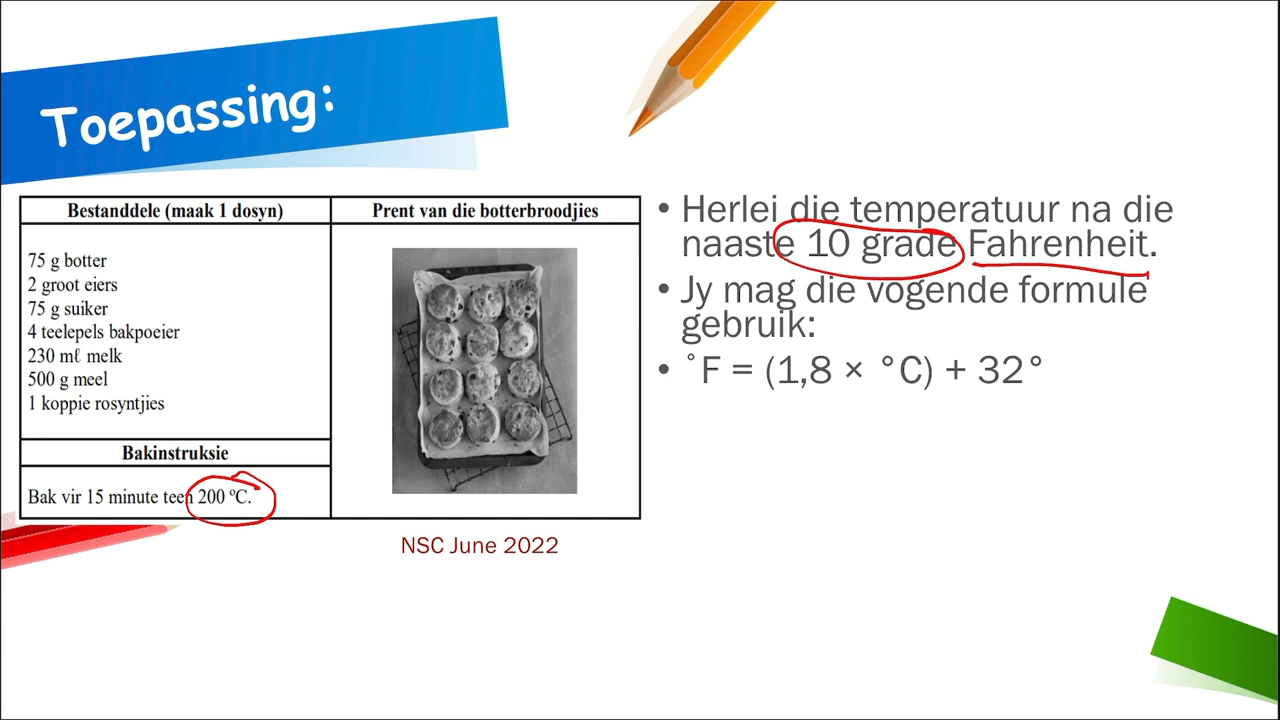 Toepassing:
Bestanddele (maak 1 dosyn)
Prent van die botterbroodjies
75 g botter
2 groot eiers
75 g suiker
4 teelepels bakpoeier
230 mℓ melk
500 g meel
1 koppie rosyntjies
Bakinstruksie
Bak vir 15 minute teen 200 ºC.
NSC June 2022
• Herlei die temperatuur na die
naaste 10 grade Fahrenheit.
• Jy mag die vogende formule
gebruik:
• ˚F = (1,8 × °C) + 32°